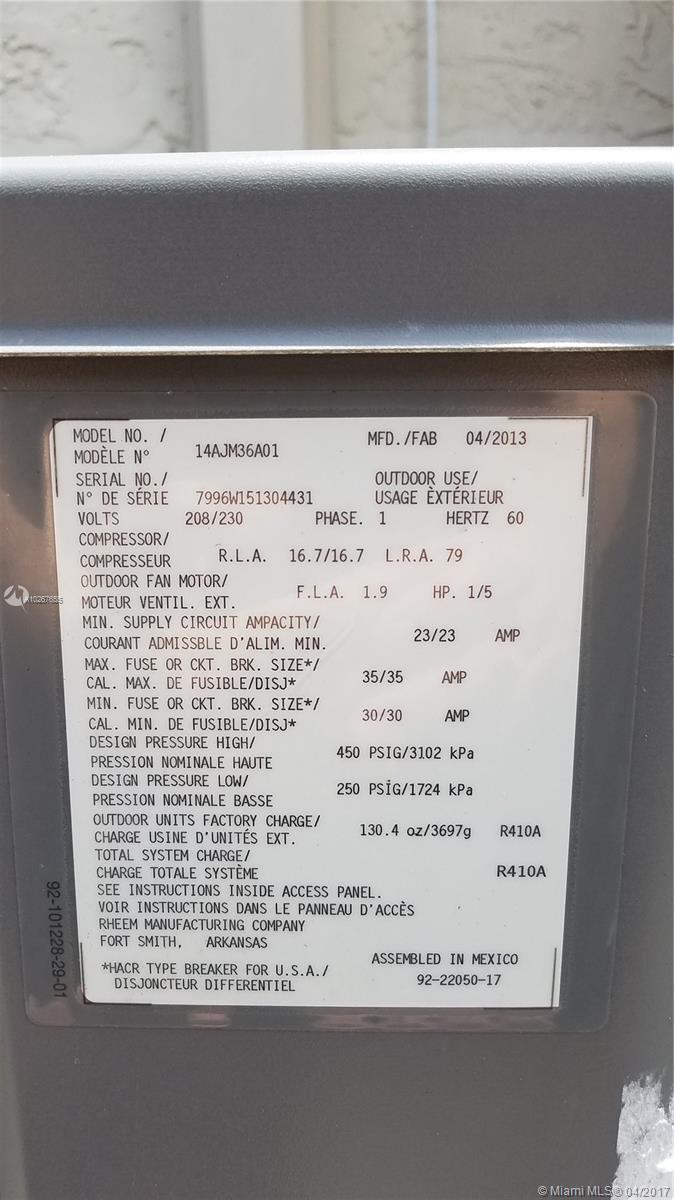 MODEL NO. / MFD./FAB 04/2013
MODÈLE N° 14AJM36A01
SERIAL NO./ OUTDOOR USE/
N° DE SÉRIE 7996W151304431 USAGE ÈXTÉRIEUR
VOLTS 208/230 PHASE. 1 HERTZ 60
COMPRESSOR/
COMPRESSEUR R.L.A. 16.7/16.7 L.R.A. 79
OUTDOOR FAN MOTOR/
MOTEUR VENTIL. EXT. F.L.A. 1.9 HP. 1/5
MIN. SUPPLY CIRCUIT AMPACITY/
COURANT ADMISSBLE D'ALIM. MIN. 23/23 AMP
MAX. FUSE OR CKT. BRK. SIZE*/
CAL. MAX. DE FUSIBLE/DISJ* 35/35 AMP
MIN. FUSE OR CKT. BRK. SIZE*/
CAL. MIN. DE FUSIBLE/DISJ* 30/30 AMP
DESIGN PRESSURE HIGH/
PRESSION NOMINALE HAUTE 450 PSIG/3102 kPa
DESIGN PRESSURE LOW/
PRESSION NOMINALE BASSE 250 PSIG/1724 kPa
OUTDOOR UNITS FACTORY CHARGE/
CHARGE USINE D'UNITÉS EXT. 130.4 oz/3697g R410A
TOTAL SYSTEM CHARGE/
CHARGE TOTALE SYSTÈME R410A
SEE INSTRUCTIONS INSIDE ACCESS PANEL.
VOIR INSTRUCTIONS DANS LE PANNEAU D'ACCÈS
RHEEM MANUFACTURING COMPANY
FORT SMITH, ARKANSAS
ASSEMBLED IN MEXICO
*HACR TYPE BREAKER FOR U.S.A./
DISJONCTEUR DIFFERENTIEL 92-22050-17
92-101228-29-01
© Miami MLS® 04/2017